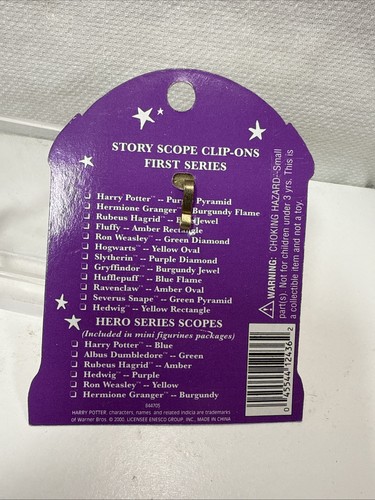 STORY SCOPE CLIP-ONS
FIRST SERIES
❑ Harry Potter™ -- Purple Pyramid
❑ Hermione Granger™ -- Burgundy Flame
❑ Rubeus Hagrid™ -- Jewel
❑ Fluffy -- Amber Rectangle
❑ Ron Weasley™ -- Green Diamond
❑ Hogwarts™ -- Yellow Oval
❑ Slytherin™ -- Purple Diamond
❑ Gryffindor™ -- Burgundy Jewel
❑ Hufflepuff™ -- Blue Flame
❑ Ravenclaw™ -- Amber Oval
❑ Severus Snape™ -- Green Pyramid
❑ Hedwig™ -- Yellow Rectangle
HERO SERIES SCOPES
(Included in mini figurines packages)
❑ Harry Potter™ -- Blue
❑ Albus Dumbledore™ -- Green
❑ Rubeus Hagrid™ -- Amber
❑ Hedwig™ -- Purple
❑ Ron Weasley™ -- Yellow
❑ Hermione Granger™ -- Burgundy
844705
HARRY POTTER, characters, names and related indicia are trademarks
of Warner Bros. © 2000. LICENSEE ENESCO GROUP, INC. MADE IN CHINA
⚠WARNING: CHOKING HAZARD--Small
part(s). Not for children under 3 yrs. This is
a collectible item and not a toy.
0 45544 12436 2